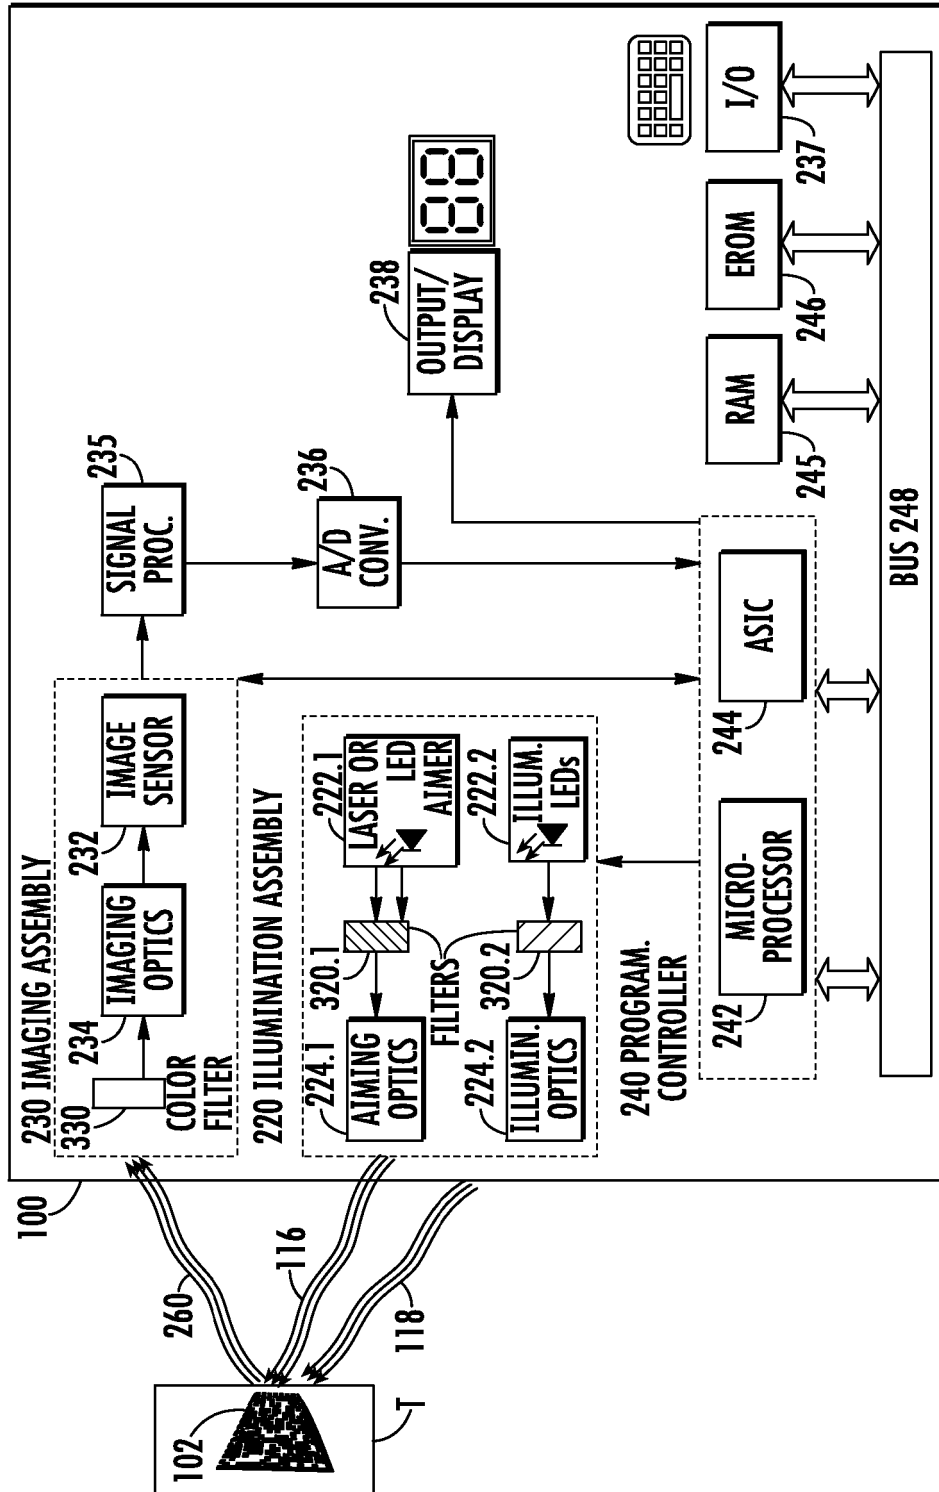 100
230 IMAGING ASSEMBLY
330
COLOR
FILTER
234
IMAGING
OPTICS
232
IMAGE
SENSOR
SIGNAL
PROC.
235
A/D
CONV.
236
OUTPUT/
DISPLAY
238
88
220 ILLUMINATION ASSEMBLY
224.1
AIMING
OPTICS
320.1
222.1
LASER OR
LED
AIMER
FILTERS
224.2
ILLUMIN.
OPTICS
320.2
222.2
ILLUM.
LEDs
240 PROGRAM.
CONTROLLER
242
MICRO-
PROCESSOR
244
ASIC
245
RAM
246
EROM
237
I/O
BUS 248
260
116
118
102
T